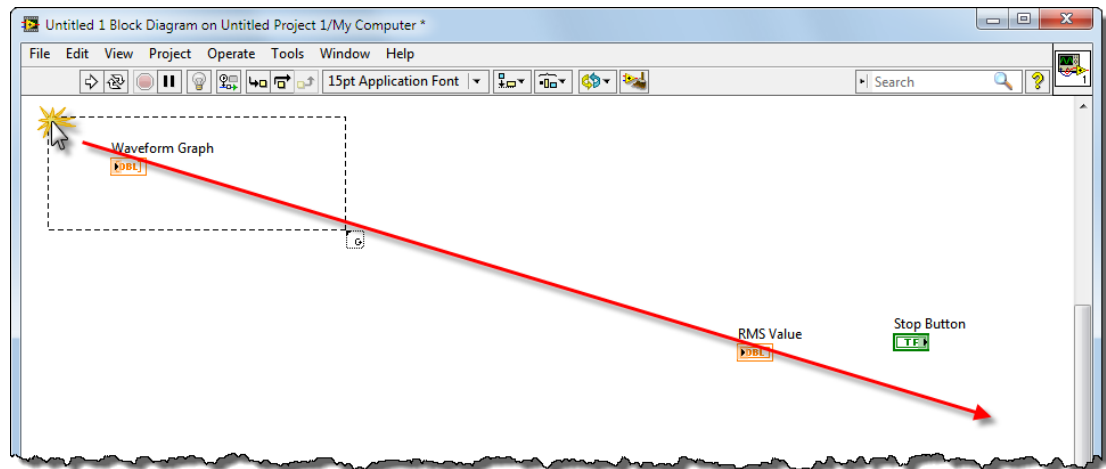 Untitled 1 Block Diagram on Untitled Project 1/My Computer *
File Edit View Project Operate Tools Window Help
15pt Application Font
Search
?
1
Waveform Graph
DBL
G
RMS Value
DBL
Stop Button
TF